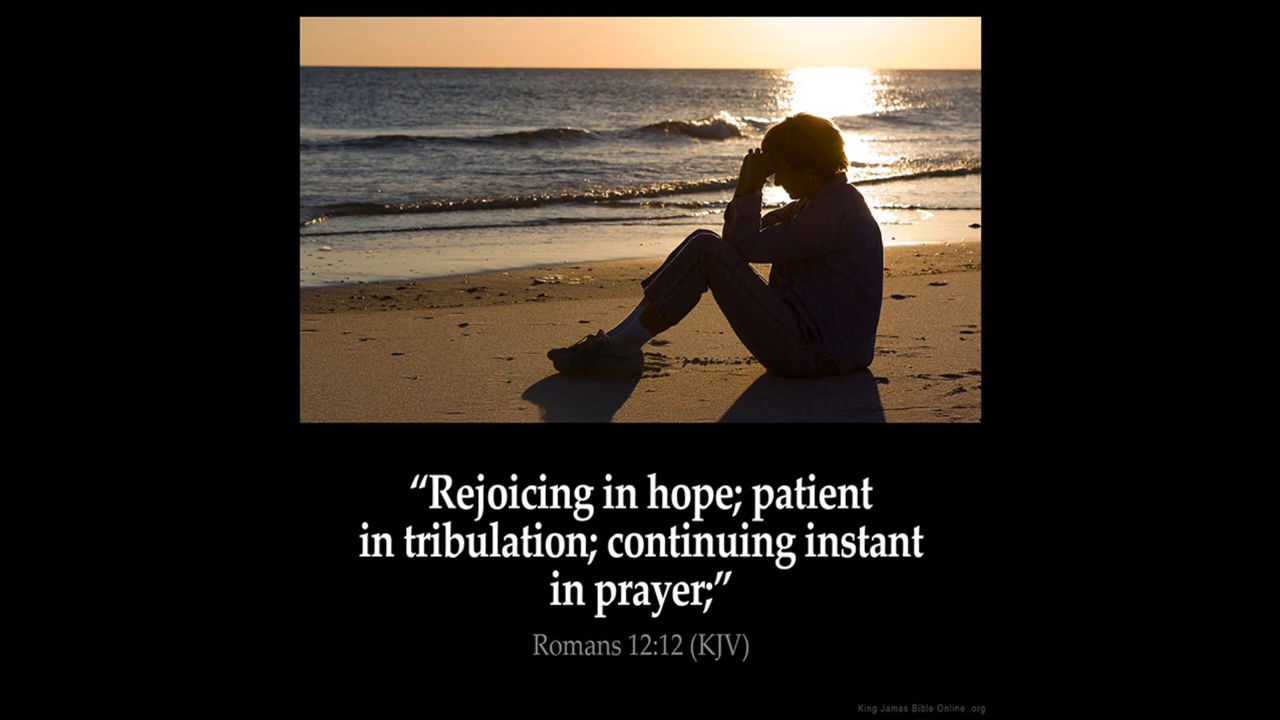 “Rejoicing in hope; patient
in tribulation; continuing instant
in prayer;”
Romans 12:12 (KJV)
King James Bible Online .org